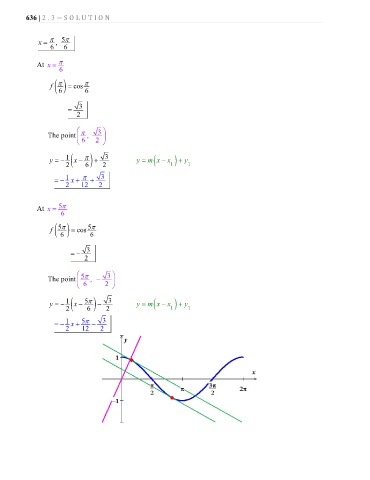 636 | 2 . 3 – S O L U T I O N
x = π/6, 5π/6
At x = π/6
f(π/6) = cos π/6
= √3/2
The point (π/6, √3/2)
y = −1/2(x − π/6) + √3/2 y = m(x − x₁) + y₁
= −1/2 x + π/12 + √3/2
At x = 5π/6
f(5π/6) = cos 5π/6
= −√3/2
The point (5π/6, −√3/2)
y = −1/2(x − 5π/6) − √3/2 y = m(x − x₁) + y₁
= −1/2 x + 5π/12 − √3/2
y
1
x
π/2 π 3π/2 2π
−1